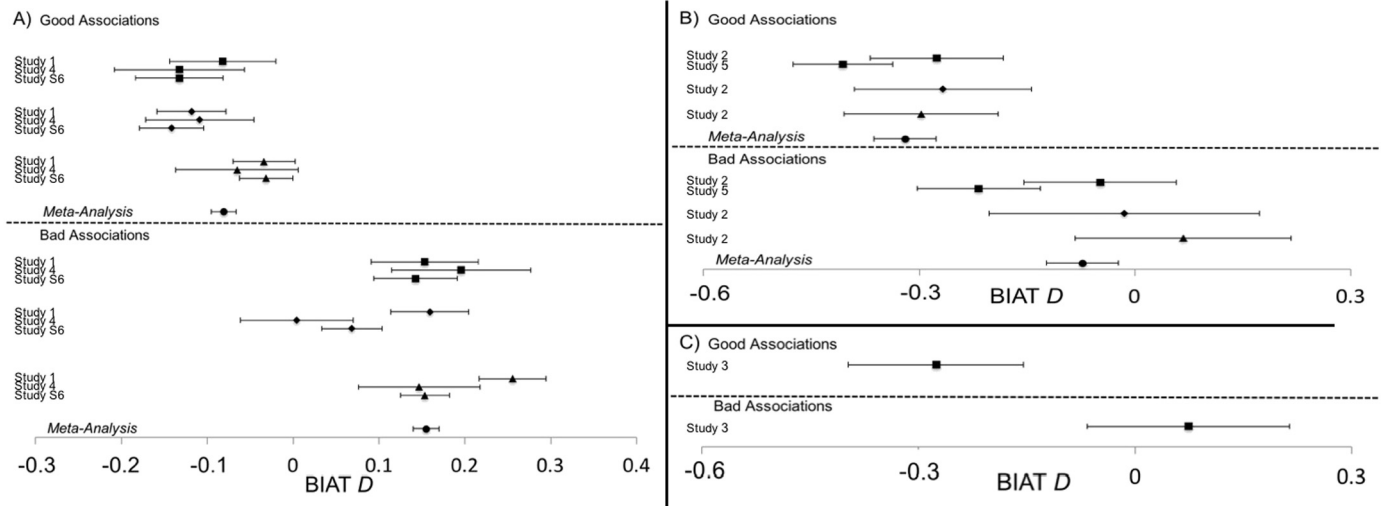 A) Good Associations
Study 1
Study 4
Study S6
Study 1
Study 4
Study S6
Study 1
Study 4
Study S6
Meta-Analysis
Bad Associations
Study 1
Study 4
Study S6
Study 1
Study 4
Study S6
Study 1
Study 4
Study S6
Meta-Analysis
-0.3 -0.2 -0.1 0 0.1 0.2 0.3 0.4
BIAT D
B) Good Associations
Study 2
Study 5
Study 2
Study 2
Meta-Analysis
Bad Associations
Study 2
Study 5
Study 2
Study 2
Meta-Analysis
-0.6 -0.3 0 0.3
BIAT D
C) Good Associations
Study 3
Bad Associations
Study 3
-0.6 -0.3 0 0.3
BIAT D